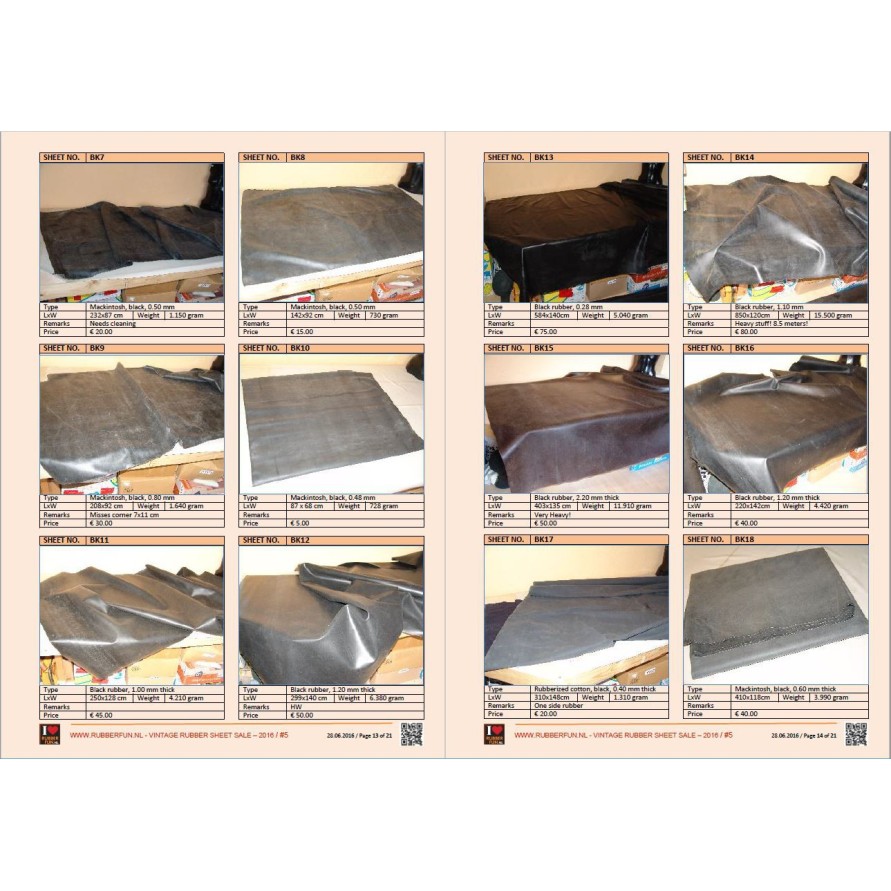 SHEET NO. BK7
Type Mackintosh, black, 0.50 mm
LxW 232x87 cm Weight 1.150 gram
Remarks Needs cleaning
Price € 20.00
SHEET NO. BK8
Type Mackintosh, black, 0.50 mm
LxW 142x92 cm Weight 730 gram
Remarks
Price € 15.00
SHEET NO. BK9
Type Mackintosh, black, 0.80 mm
LxW 208x92 cm Weight 1.640 gram
Remarks Misses corner 7x11 cm
Price € 30.00
SHEET NO. BK10
Type Mackintosh, black, 0.48 mm
LxW 87 x 68 cm Weight 728 gram
Remarks
Price € 5.00
SHEET NO. BK11
Type Black rubber, 1.00 mm thick
LxW 250x128 cm Weight 4.210 gram
Remarks
Price € 45.00
SHEET NO. BK12
Type Black rubber, 1.20 mm thick
LxW 299x140 cm Weight 6.380 gram
Remarks HW
Price € 50.00
I RUBBER FUN.NL
WWW.RUBBERFUN.NL - VINTAGE RUBBER SHEET SALE – 2016 / #5
28.06.2016 / Page 13 of 21
SHEET NO. BK13
Type Black rubber, 0.28 mm
LxW 584x140cm Weight 5.040 gram
Remarks
Price € 75.00
SHEET NO. BK14
Type Black rubber, 1.10 mm
LxW 850x120cm Weight 15.500 gram
Remarks Heavy stuff! 8.5 meters!
Price € 80.00
SHEET NO. BK15
Type Black rubber, 2.20 mm thick
LxW 403x135 cm Weight 11.910 gram
Remarks Very Heavy!
Price € 50.00
SHEET NO. BK16
Type Black rubber, 1.20 mm thick
LxW 220x142cm Weight 4.420 gram
Remarks
Price € 40.00
SHEET NO. BK17
Type Rubberized cotton, black, 0.40 mm thick
LxW 310x148cm Weight 1.310 gram
Remarks One side rubber
Price € 20.00
SHEET NO. BK18
Type Mackintosh, black, 0.60 mm thick
LxW 410x118cm Weight 3.990 gram
Remarks
Price € 40.00
I RUBBER FUN.NL
WWW.RUBBERFUN.NL - VINTAGE RUBBER SHEET SALE – 2016 / #5
28.06.2016 / Page 14 of 21